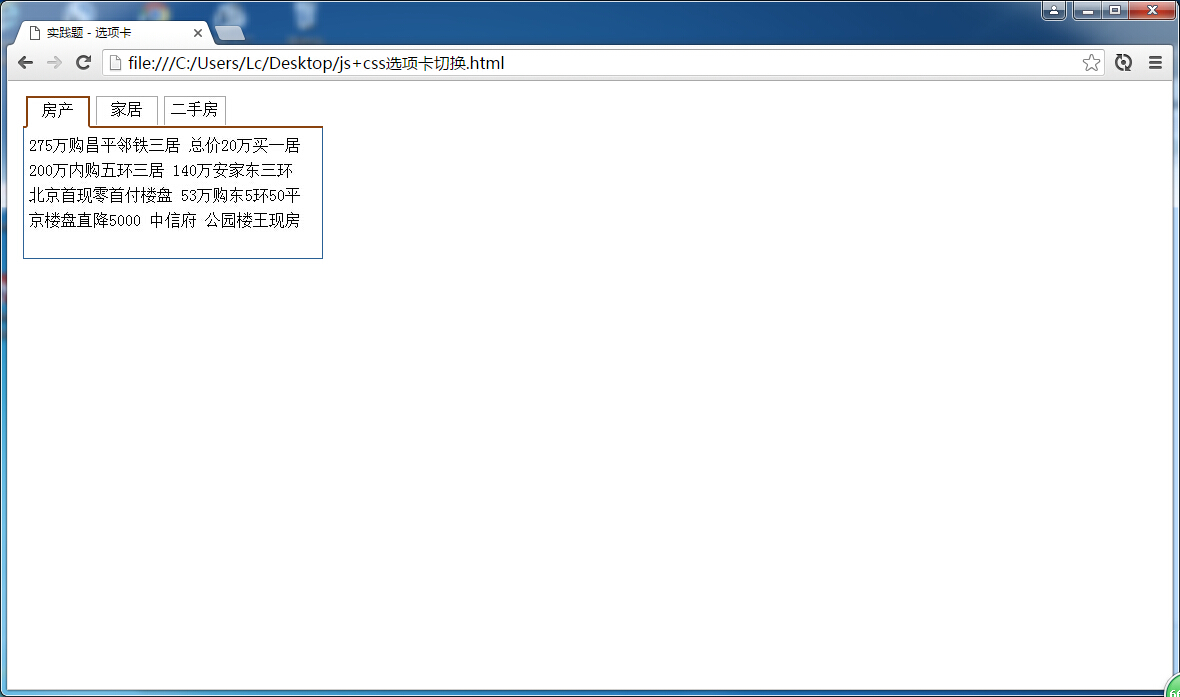 实践题 - 选项卡
file:///C:/Users/Lc/Desktop/js+css选项卡切换.html
房产 家居 二手房
275万购昌平邻铁三居 总价20万买一居
200万内购五环三居 140万安家东三环
北京首现零首付楼盘 53万购东5环50平
京楼盘直降5000 中信府 公园楼王现房